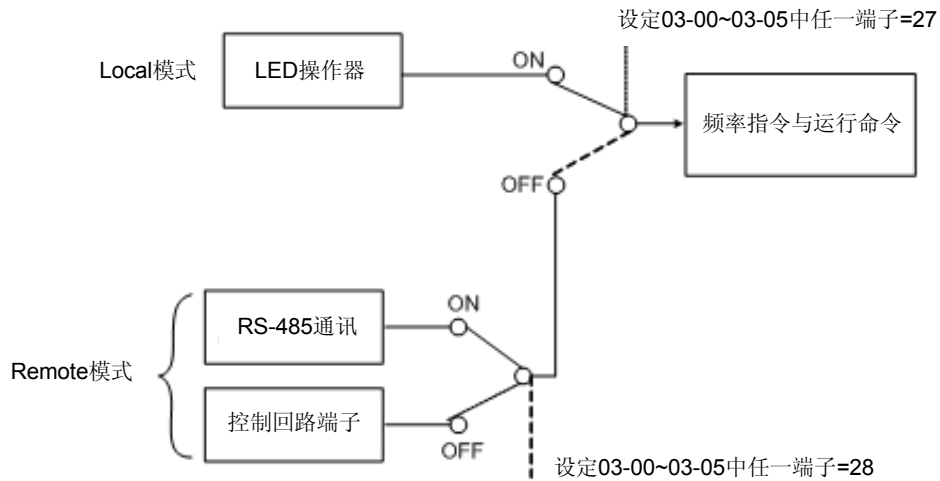 设定03-00~03-05中任一端子=27
ON
Local模式
LED操作器
频率指令与运行命令
OFF
ON
RS-485通讯
Remote模式
控制回路端子
OFF
设定03-00~03-05中任一端子=28